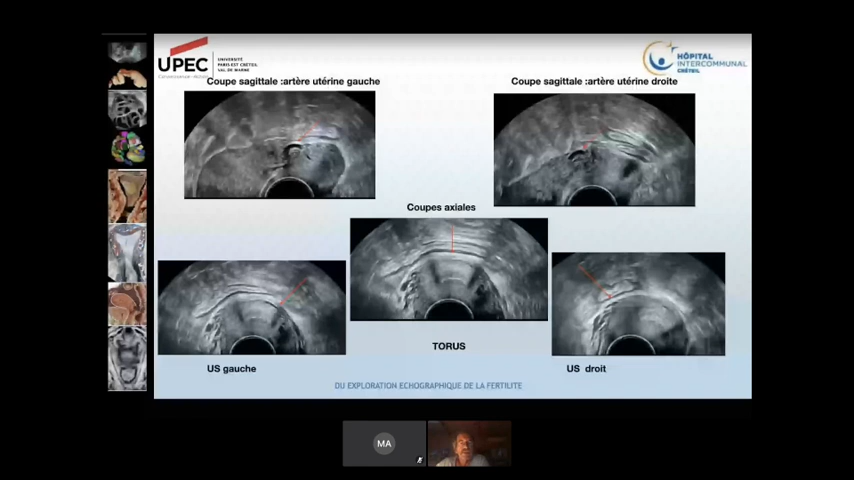 UPEC
UNIVERSITÉ
PARIS-EST CRÉTEIL
VAL DE MARNE
HÔPITAL
INTERCOMMUNAL
CRÉTEIL
Coupe sagittale :artère utérine gauche
Coupe sagittale :artère utérine droite
Coupes axiales
TORUS
US gauche
US droit
DU EXPLORATION ECHOGRAPHIQUE DE LA FERTILITE
MA